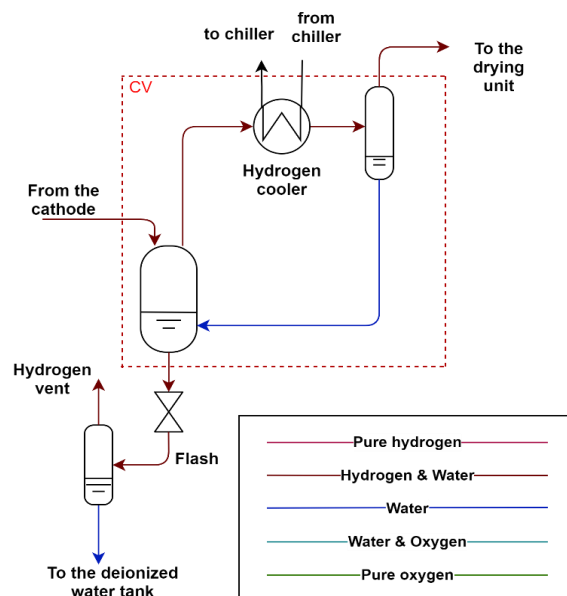 to chiller
from
chiller
To the
drying
unit
CV
Hydrogen
cooler
From the
cathode
Hydrogen
vent
Flash
To the deionized
water tank
Pure hydrogen
Hydrogen & Water
Water
Water & Oxygen
Pure oxygen